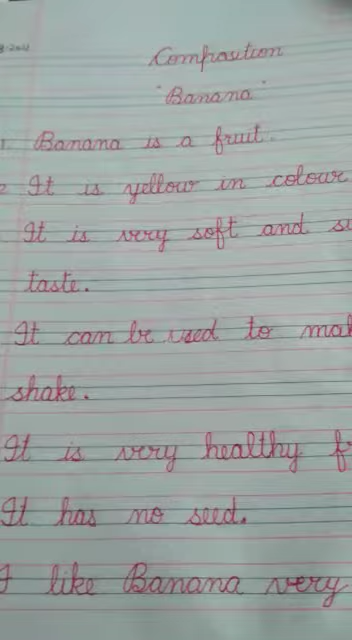 Composition
"Banana"
1 Banana is a fruit.
2 It is yellow in colour
It is very soft and
taste.
It can be used to
shake.
It is very healthy
It has no seed.
I like Banana very